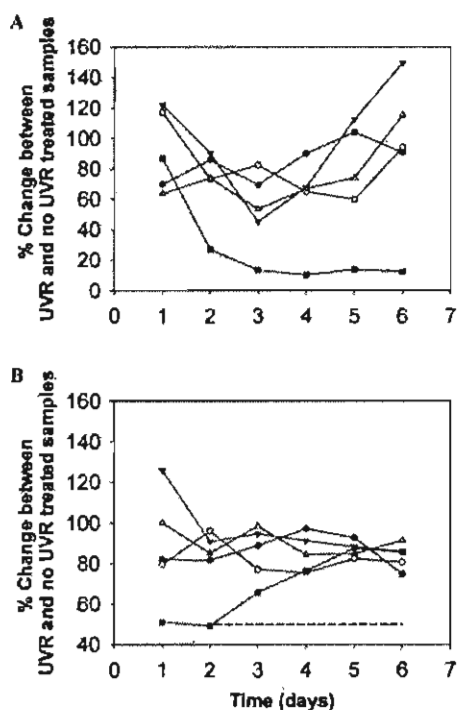 A
% Change between
UVR and no UVR treated samples
160
140
120
100
80
60
40
20
0
0 1 2 3 4 5 6 7
B
% Change between
UVR and no UVR treated samples
160
140
120
100
80
60
40
0 1 2 3 4 5 6 7
Time (days)